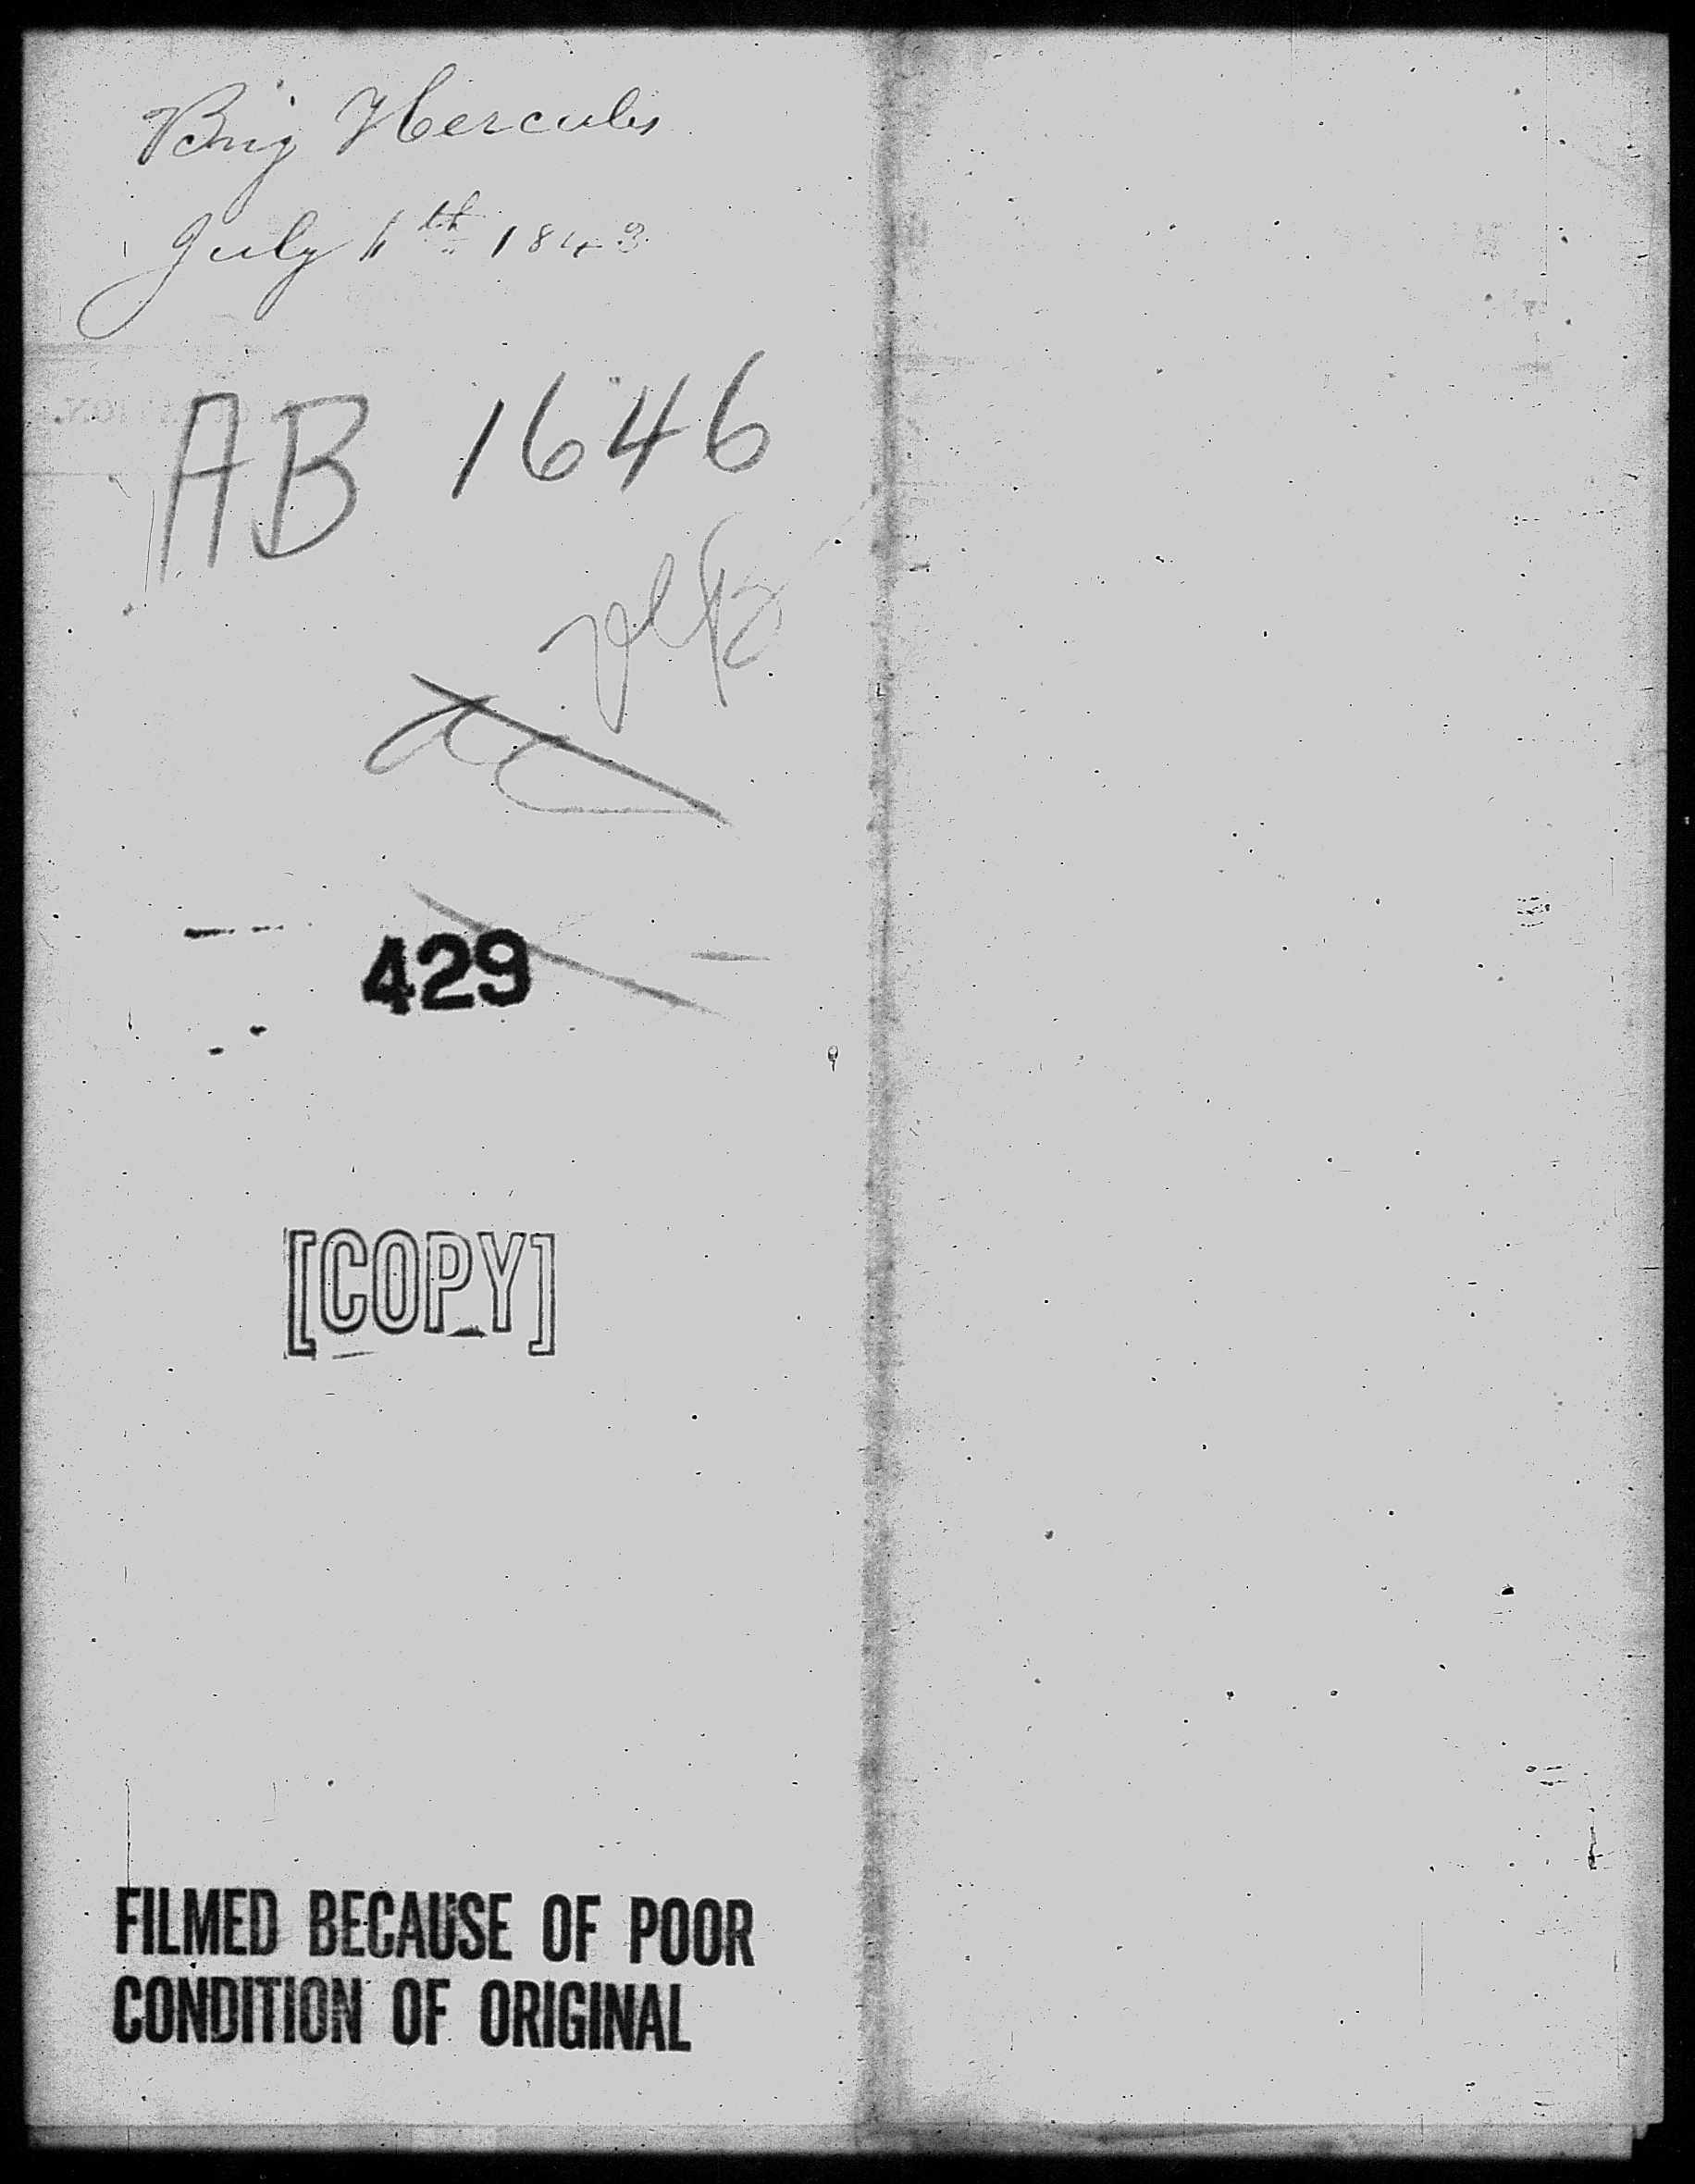 Brig Hercules
July 6th 1843
AB 1646
429
[COPY]
FILMED BECAUSE OF POOR
CONDITION OF ORIGINAL